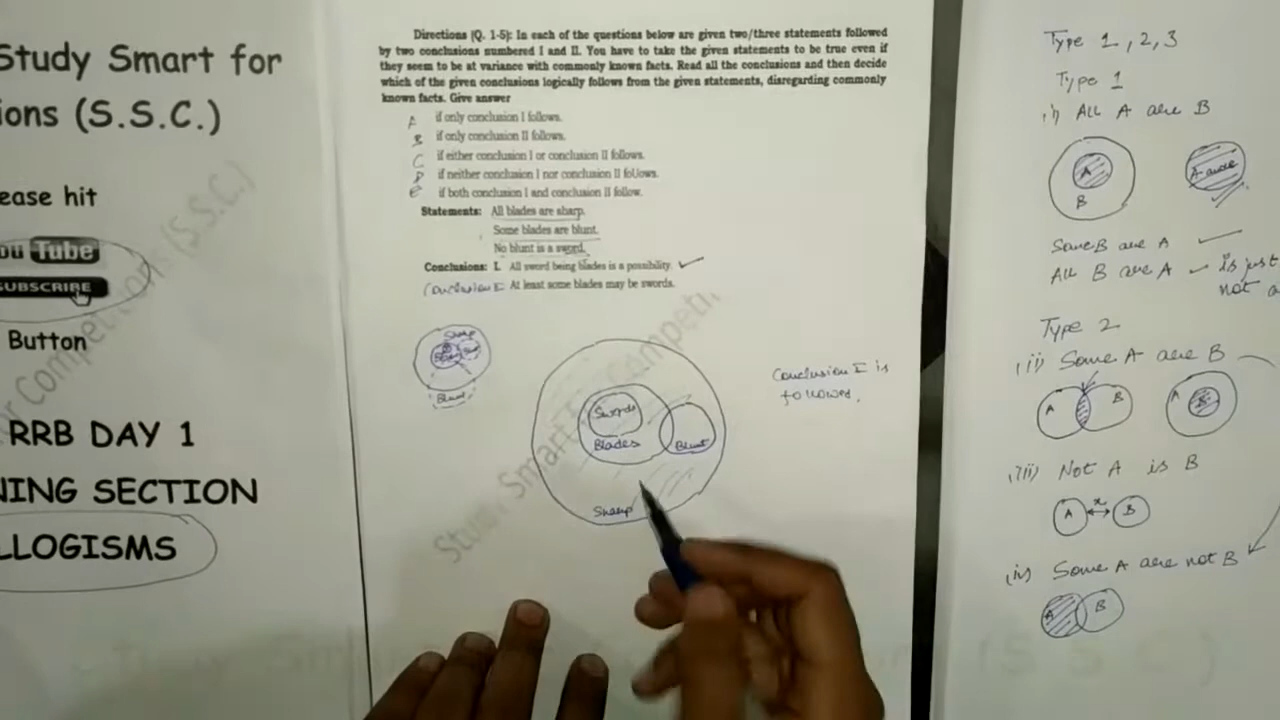 Study Smart for
ions (S.S.C.)
ease hit
ou Tube
SUBSCRIBE
Button
RRB DAY 1
NING SECTION
LLOGISMS
Directions (Q. 1-5): In each of the questions below are given two/three statements followed
by two conclusions numbered I and II. You have to take the given statements to be true even if
they seem to be at variance with commonly known facts. Read all the conclusions and then decide
which of the given conclusions logically follows from the given statements, disregarding commonly
known facts. Give answer
A if only conclusion I follows.
B if only conclusion II follows.
C if either conclusion I or conclusion II follows.
D if neither conclusion I nor conclusion II follows.
E if both conclusion I and conclusion II follow.
Statements: All blades are sharp.
Some blades are blunt.
No blunt is a sword.
Conclusions: I. All sword being blades is a possibility.
Conclusion II At least some blades may be swords.
Sharp
Blunt
Swords
Blades
Blunt
Sharp
Conclusion I is
followed.
Type 1, 2, 3
Type 1
i) All A are B
A
B
Some B are A
All B are A
is just
not a
Type 2
(ii) Some A are B
A B
A B
(iii) Not A is B
A x B
(iv) Some A are not B
A B